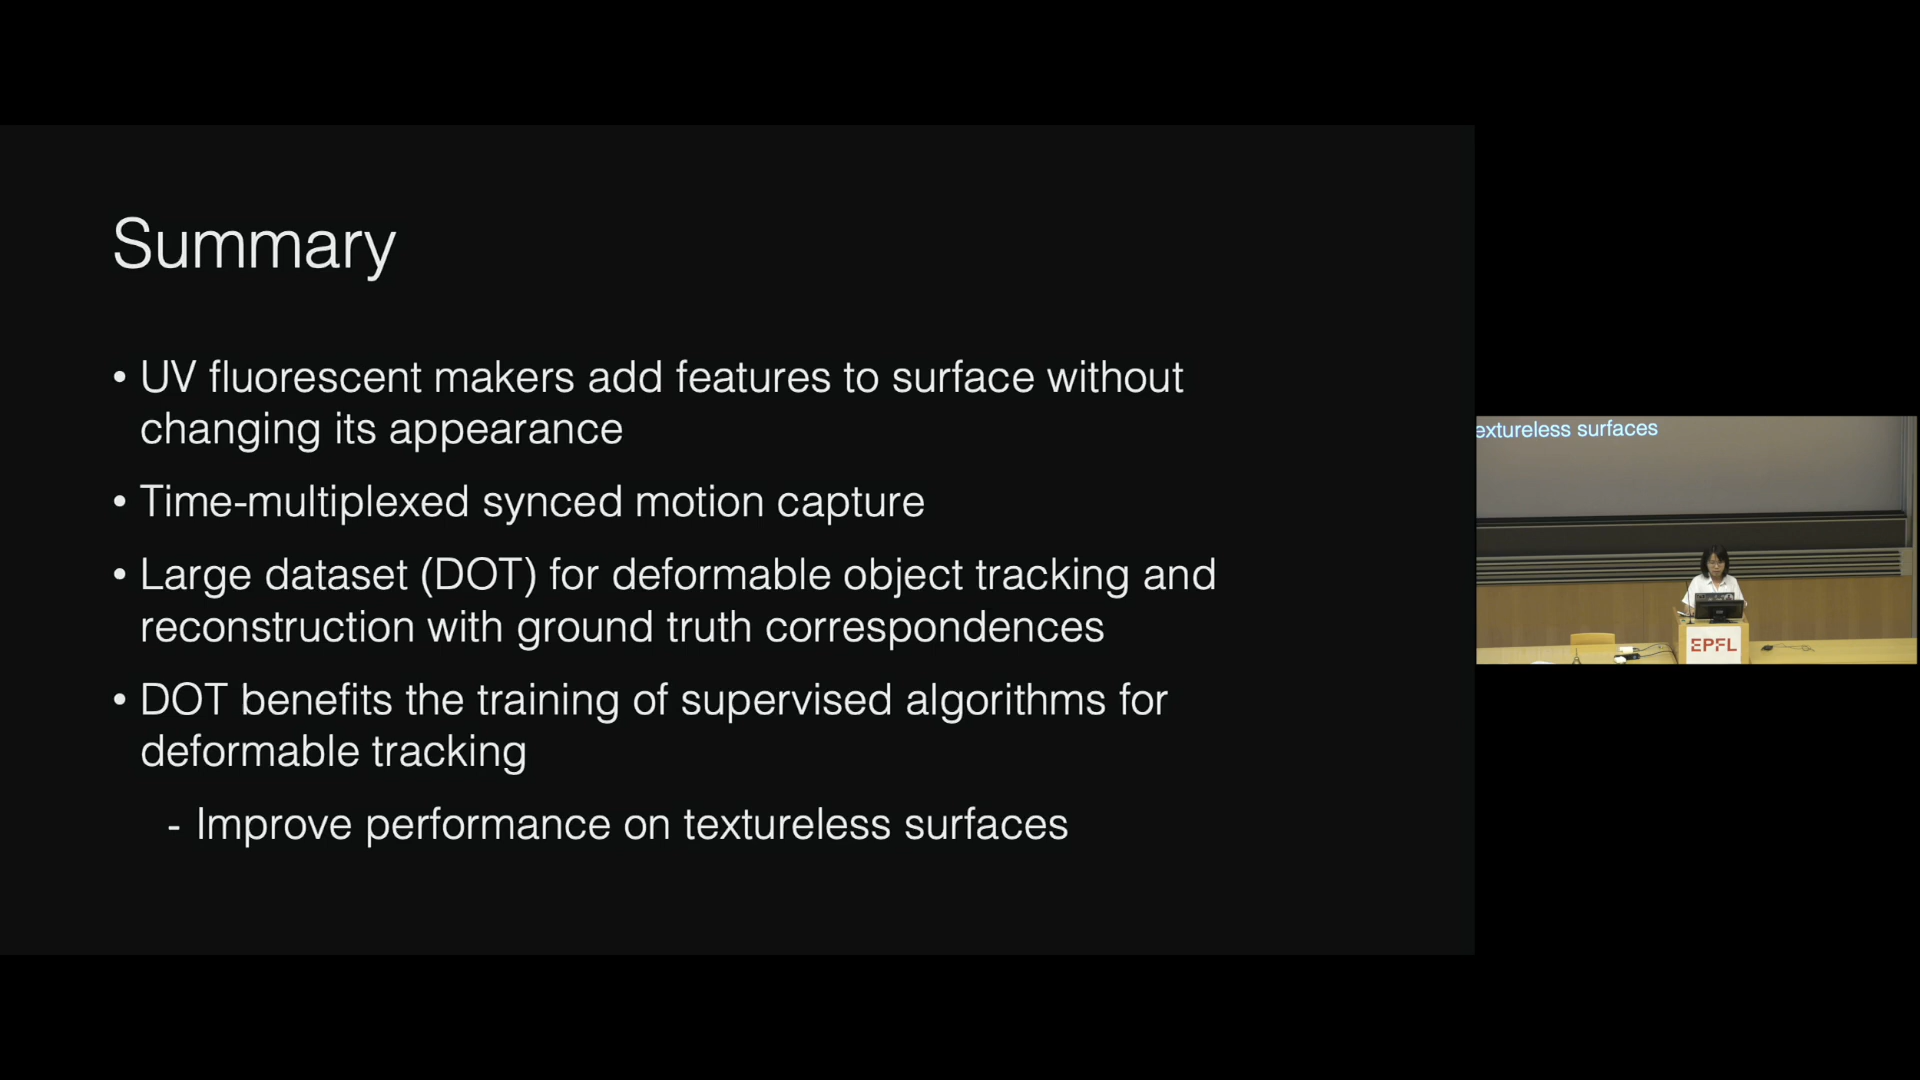 Summary
• UV fluorescent makers add features to surface without
changing its appearance
• Time-multiplexed synced motion capture
• Large dataset (DOT) for deformable object tracking and
reconstruction with ground truth correspondences
• DOT benefits the training of supervised algorithms for
deformable tracking
- Improve performance on textureless surfaces
extureless surfaces
EPFL